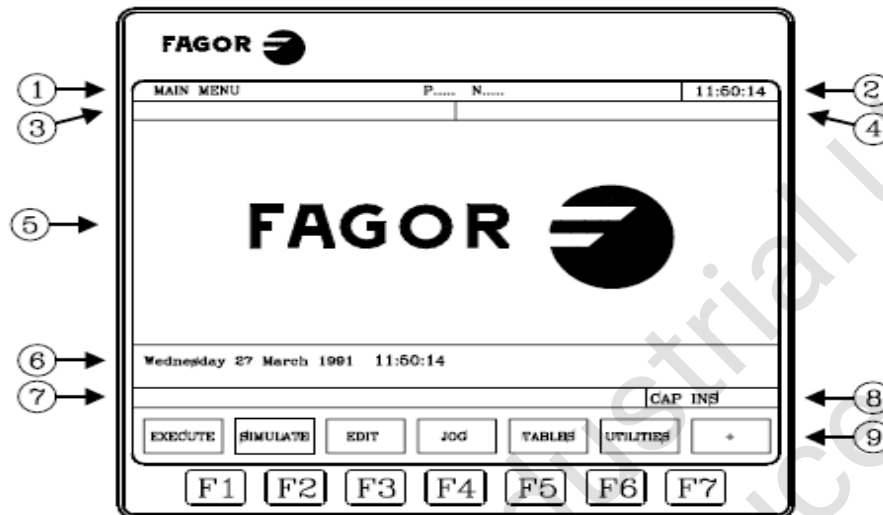 FAGOR
1 MAIN MENU P..... N..... 11:50:14 2
3 4
5 FAGOR
6 Wednesday 27 March 1991 11:50:14
7 CAP INS 8
EXECUTE SIMULATE EDIT JOG TABLES UTILITIES + 9
F1 F2 F3 F4 F5 F6 F7